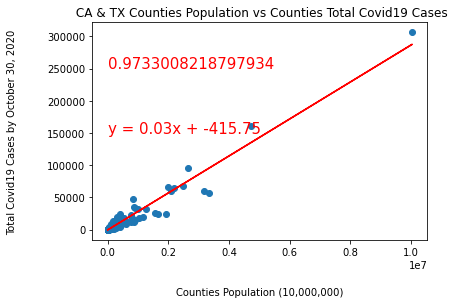 CA & TX Counties Population vs Counties Total Covid19 Cases
Total Covid19 Cases by October 30, 2020
300000
250000
200000
150000
100000
50000
0
0.9733008218797934
y = 0.03x + -415.75
0.0 0.2 0.4 0.6 0.8 1.0
1e7
Counties Population (10,000,000)